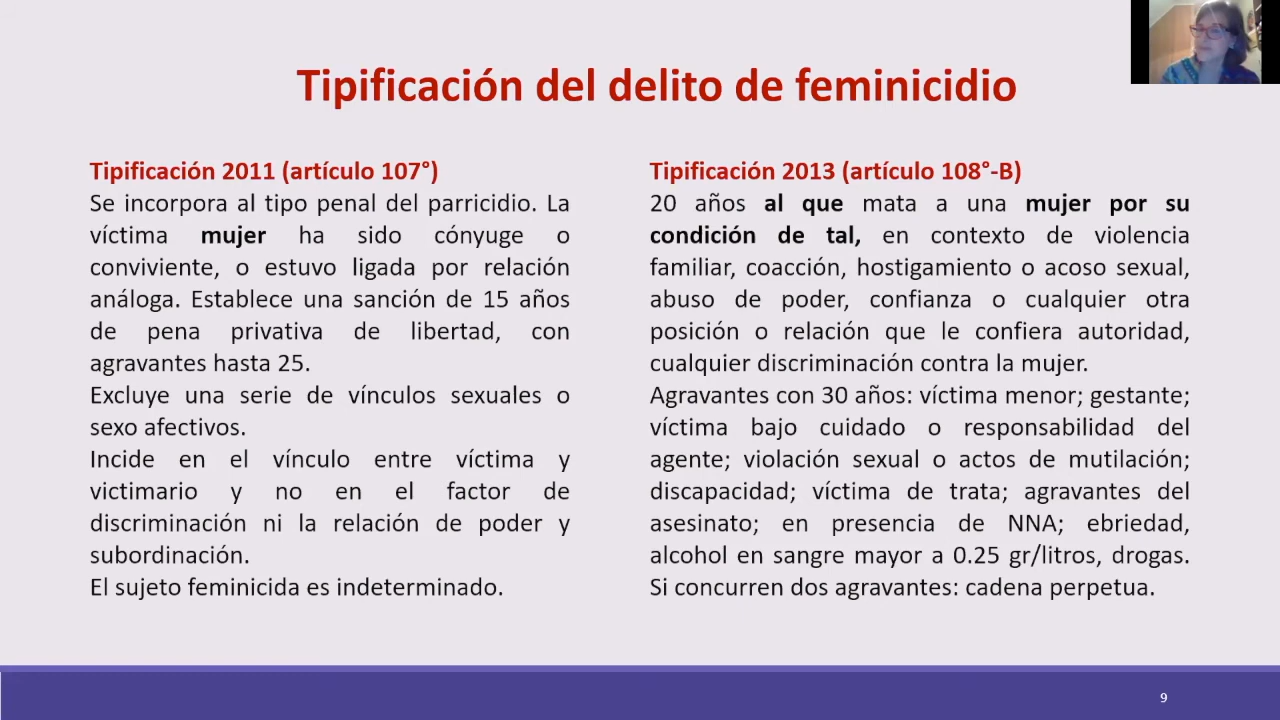 Tipificación del delito de feminicidio
Tipificación 2011 (artículo 107°)
Se incorpora al tipo penal del parricidio. La
víctima mujer ha sido cónyuge o
conviviente, o estuvo ligada por relación
análoga. Establece una sanción de 15 años
de pena privativa de libertad, con
agravantes hasta 25.
Excluye una serie de vínculos sexuales o
sexo afectivos.
Incide en el vínculo entre víctima y
victimario y no en el factor de
discriminación ni la relación de poder y
subordinación.
El sujeto feminicida es indeterminado.
Tipificación 2013 (artículo 108°-B)
20 años al que mata a una mujer por su
condición de tal, en contexto de violencia
familiar, coacción, hostigamiento o acoso sexual,
abuso de poder, confianza o cualquier otra
posición o relación que le confiera autoridad,
cualquier discriminación contra la mujer.
Agravantes con 30 años: víctima menor; gestante;
víctima bajo cuidado o responsabilidad del
agente; violación sexual o actos de mutilación;
discapacidad; víctima de trata; agravantes del
asesinato; en presencia de NNA; ebriedad,
alcohol en sangre mayor a 0.25 gr/litros, drogas.
Si concurren dos agravantes: cadena perpetua.
9